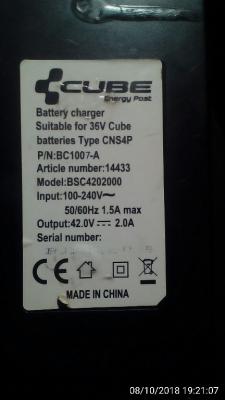 CUBE
Energy Post
Battery charger
Suitable for 36V Cube
batteries Type CNS4P
P/N:BC1007-A
Article number:14433
Model:BSC4202000
Input:100-240V~
50/60Hz 1.5A max
Output:42.0V⎓ 2.0A
Serial number:
CE
MADE IN CHINA
08/10/2018 19:21:07